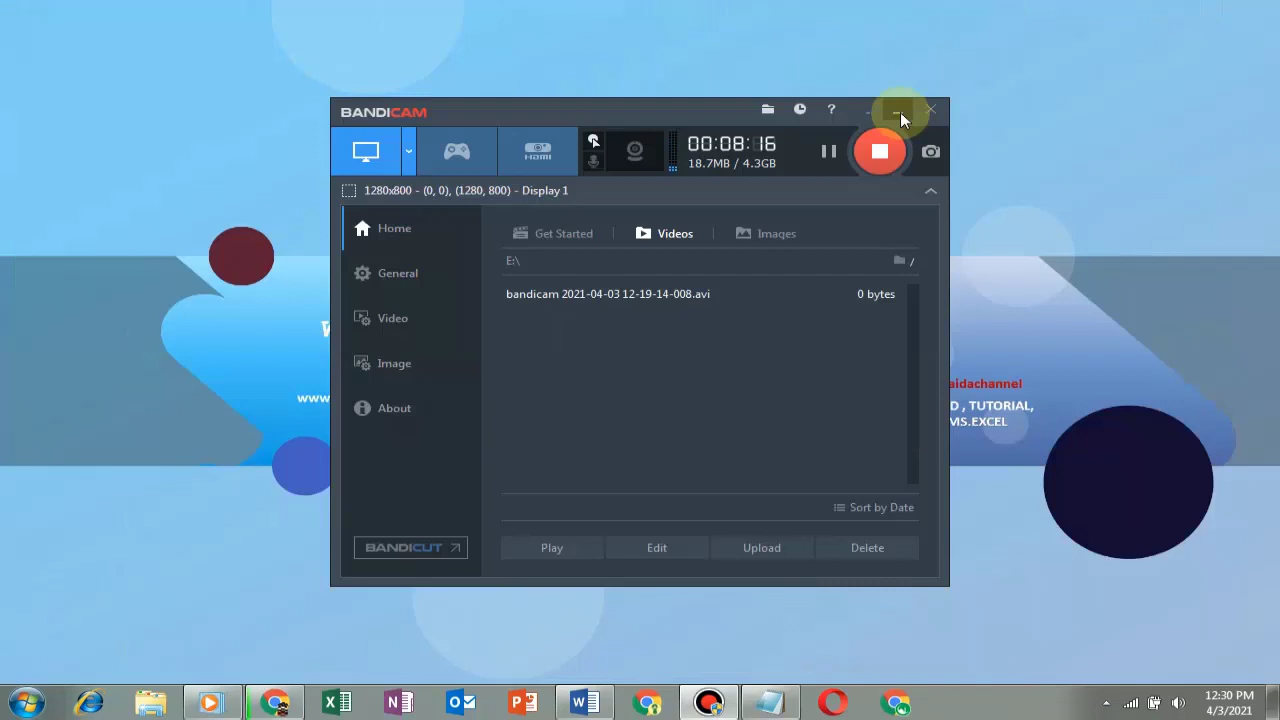 BANDICAM
?
HDMI
00:08:16
18.7MB / 4.3GB
1280x800 - (0, 0), (1280, 800) - Display 1
Home
Get Started
Videos
Images
General
E:\
/
bandicam 2021-04-03 12-19-14-008.avi
0 bytes
Video
Image
About
www.
aidachannel
D , TUTORIAL,
MS.EXCEL
Sort by Date
BANDICUT
Play
Edit
Upload
Delete
12:30 PM
4/3/2021